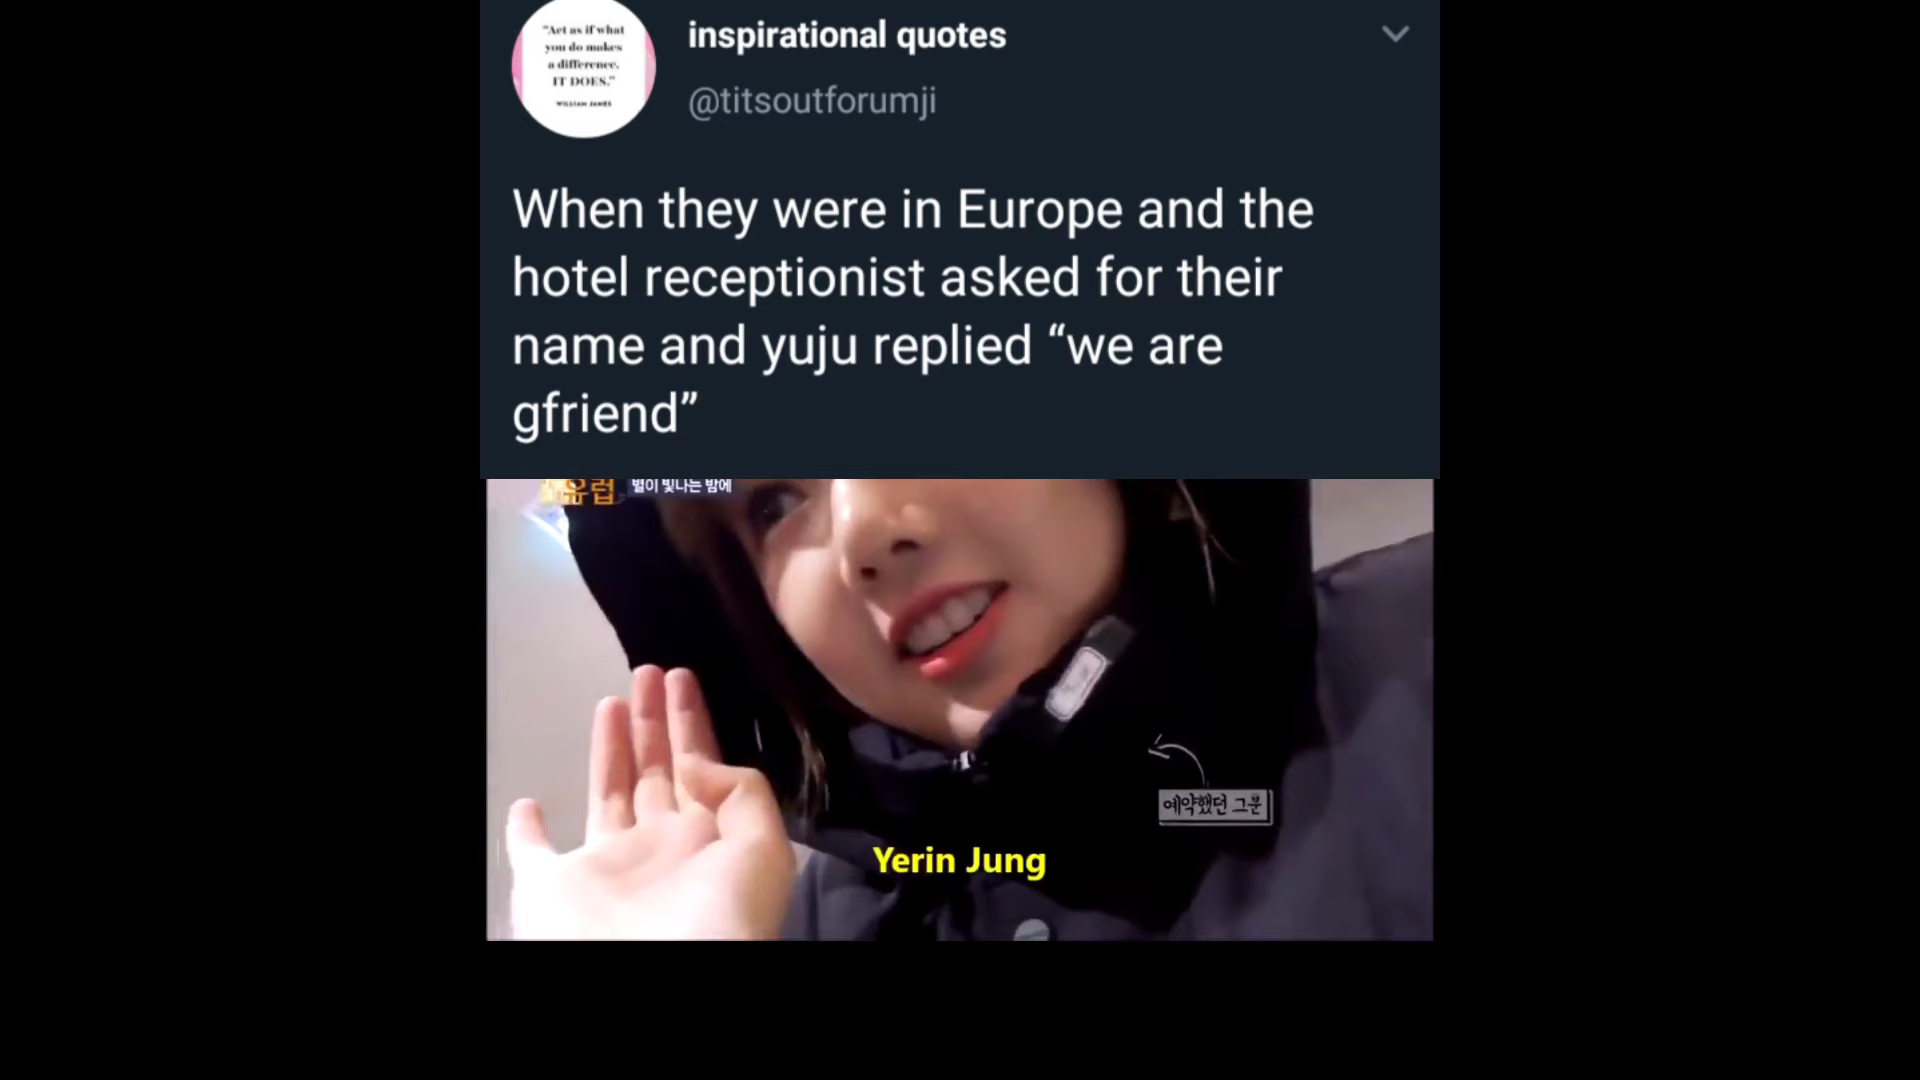 "Act as if what
you do makes
a difference.
IT DOES."
WILLIAM JAMES
inspirational quotes
@titsoutforumji
When they were in Europe and the
hotel receptionist asked for their
name and yuju replied “we are
gfriend”
유럽
별이 빛나는 밤에
예약했던 그분
Yerin Jung